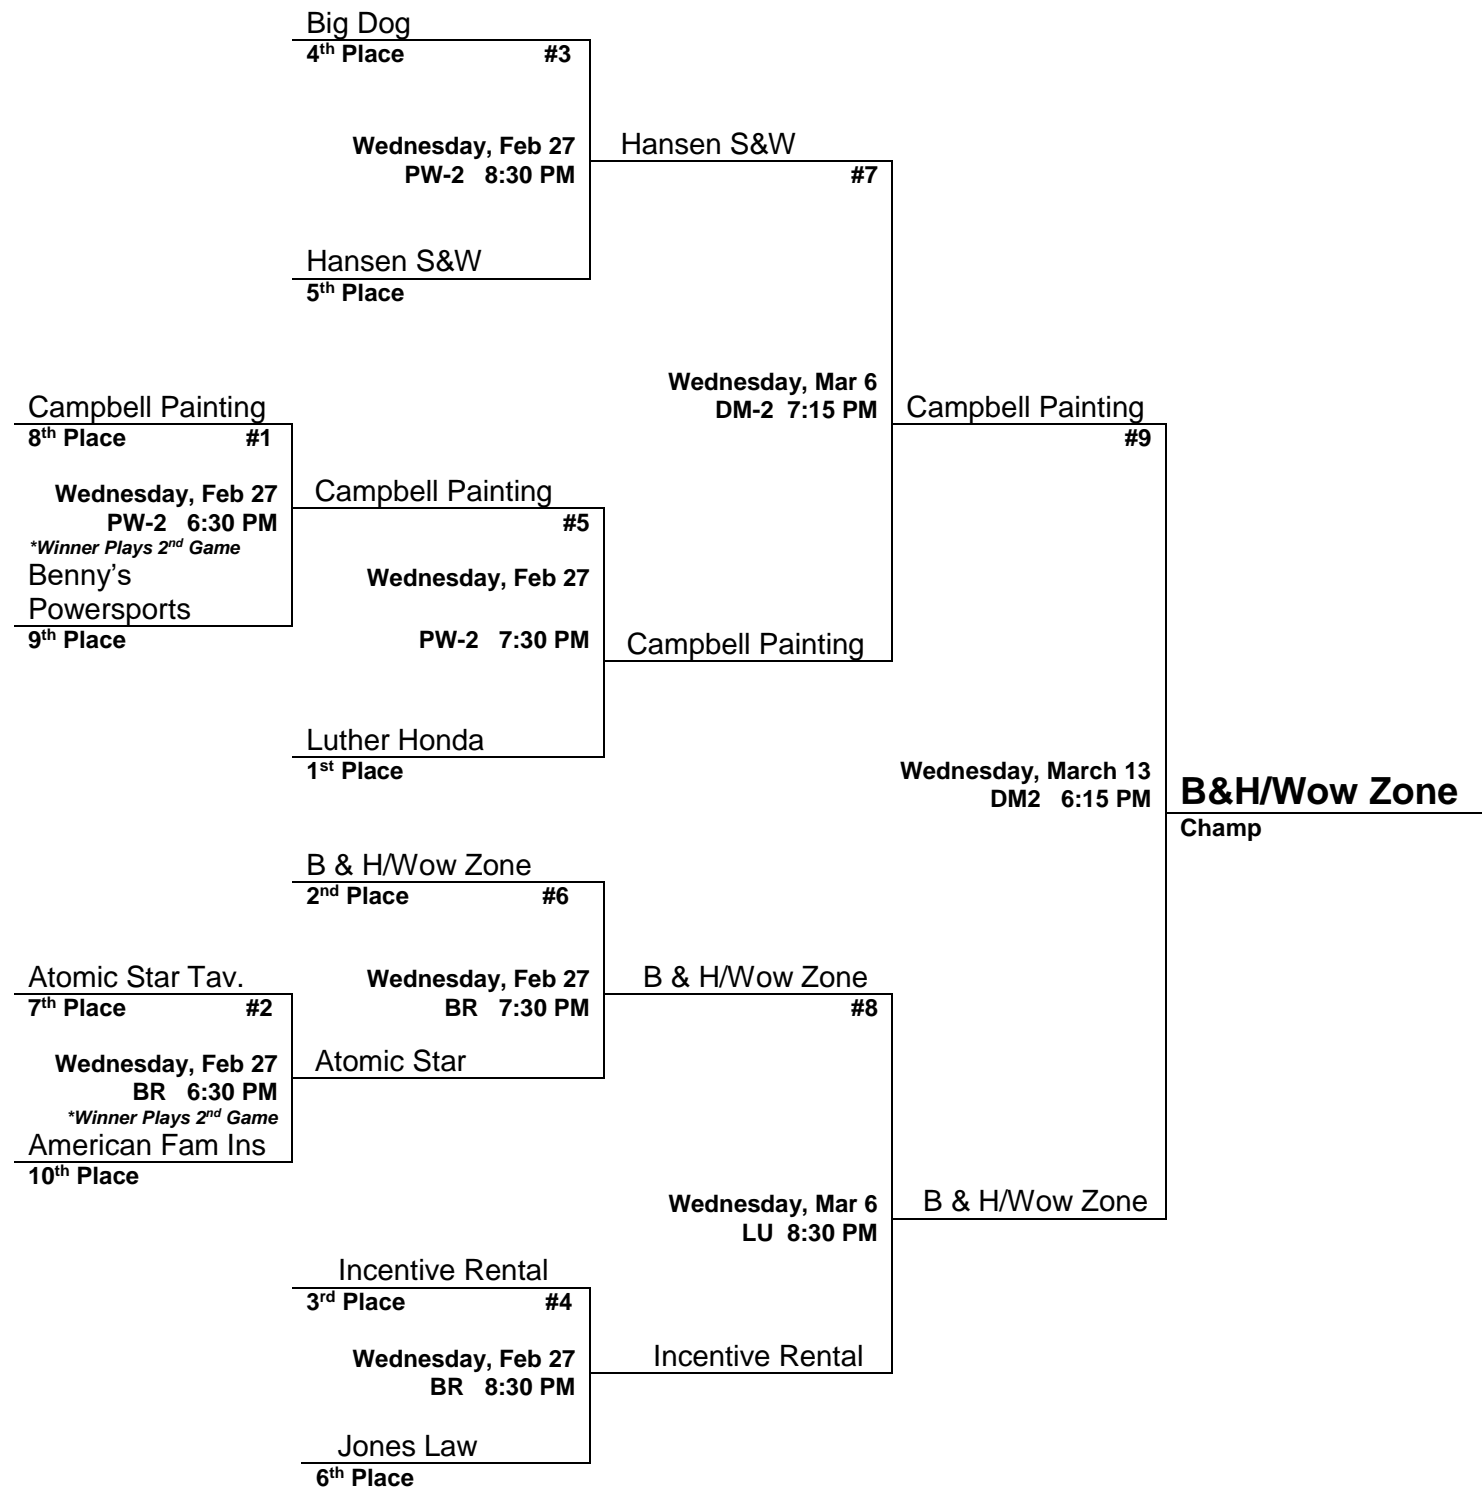 Big Dog
4th Place #3
Wednesday, Feb 27
PW-2 8:30 PM
Hansen S&W
#7
Hansen S&W
5th Place
Wednesday, Mar 6
DM-2 7:15 PM
Campbell Painting
#9
Campbell Painting
8th Place #1
Wednesday, Feb 27
PW-2 6:30 PM
*Winner Plays 2nd Game
Benny’s
Powersports
9th Place
Campbell Painting
#5
Wednesday, Feb 27
PW-2 7:30 PM
Campbell Painting
Luther Honda
1st Place
Wednesday, March 13
DM2 6:15 PM
B&H/Wow Zone
Champ
B & H/Wow Zone
2nd Place #6
Wednesday, Feb 27
BR 7:30 PM
B & H/Wow Zone
#8
Atomic Star Tav.
7th Place #2
Wednesday, Feb 27
BR 6:30 PM
*Winner Plays 2nd Game
American Fam Ins
10th Place
Atomic Star
Wednesday, Mar 6
LU 8:30 PM
B & H/Wow Zone
Incentive Rental
3rd Place #4
Wednesday, Feb 27
BR 8:30 PM
Incentive Rental
Jones Law
6th Place